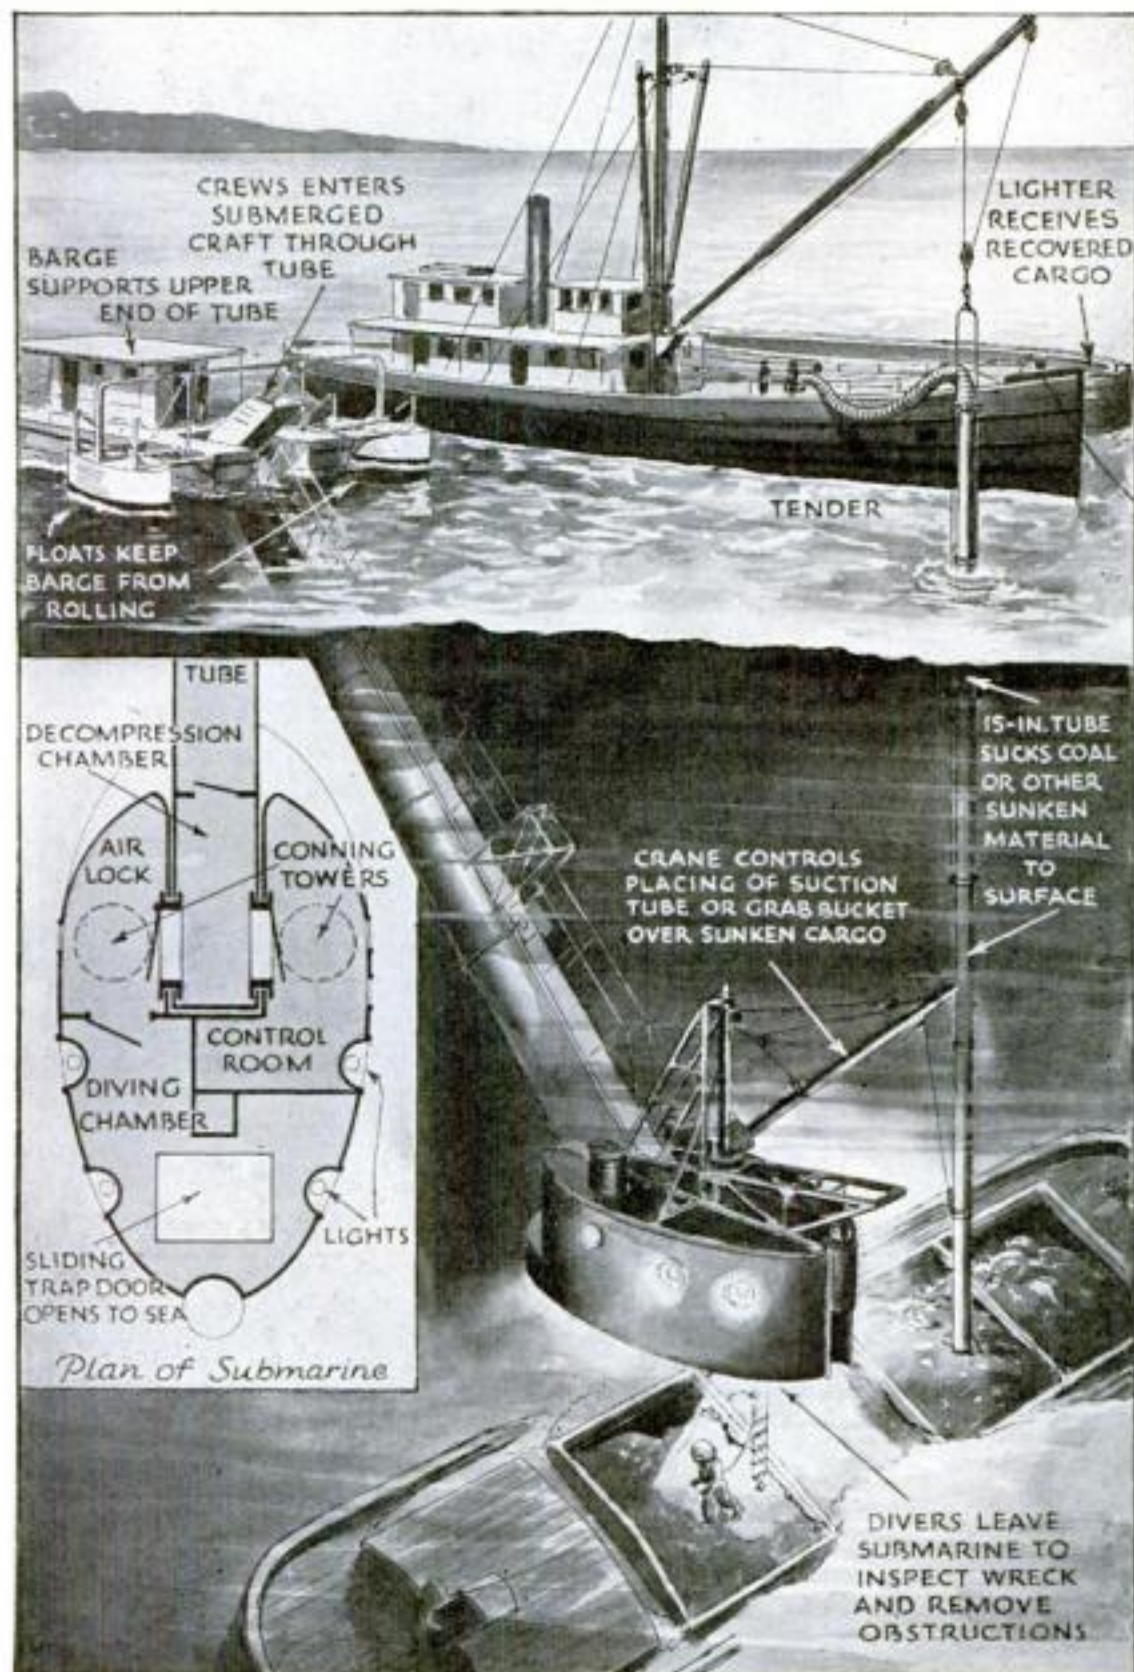 CREWS ENTERS
SUBMERGED
CRAFT THROUGH
TUBE
BARGE
SUPPORTS UPPER
END OF TUBE
LIGHTER
RECEIVES
RECOVERED
CARGO
TENDER
FLOATS KEEP
BARGE FROM
ROLLING
TUBE
DECOMPRESSION
CHAMBER
AIR
LOCK
CONNING
TOWERS
CONTROL
ROOM
DIVING
CHAMBER
LIGHTS
SLIDING
TRAP DOOR
OPENS TO SEA
Plan of Submarine
15-IN. TUBE
SUCKS COAL
OR OTHER
SUNKEN
MATERIAL
TO
SURFACE
CRANE CONTROLS
PLACING OF SUCTION
TUBE OR GRAB BUCKET
OVER SUNKEN CARGO
DIVERS LEAVE
SUBMARINE TO
INSPECT WRECK
AND REMOVE
OBSTRUCTIONS